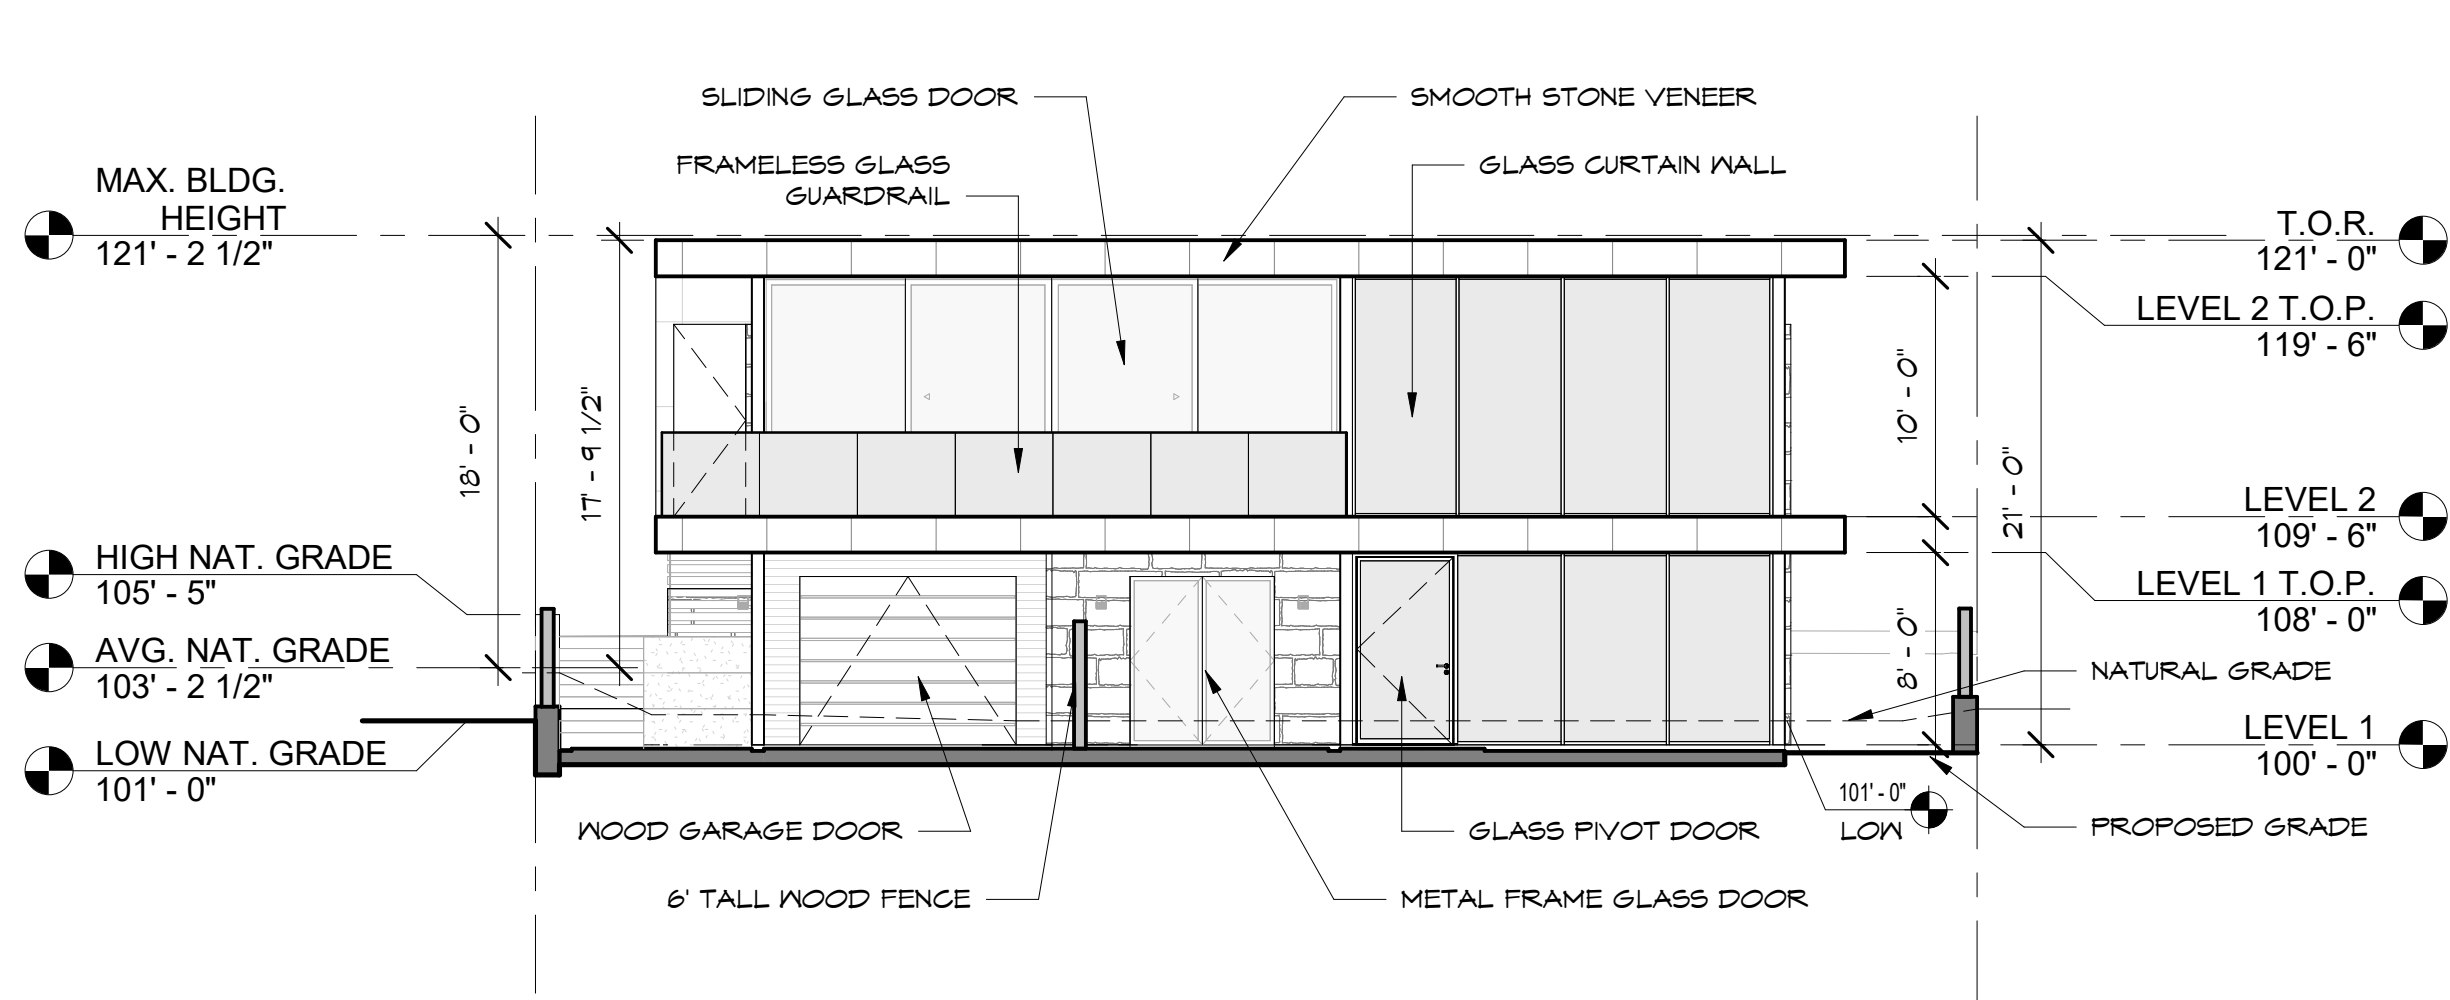 SLIDING GLASS DOOR
SMOOTH STONE VENEER
FRAMELESS GLASS
GUARDRAIL
GLASS CURTAIN WALL
MAX. BLDG.
HEIGHT
121' - 2 1/2"
T.O.R.
121' - 0"
LEVEL 2 T.O.P.
119' - 6"
18' - 0"
17' - 9 1/2"
10' - 0"
21' - 0"
LEVEL 2
109' - 6"
HIGH NAT. GRADE
105' - 5"
LEVEL 1 T.O.P.
108' - 0"
8' - 0"
AVG. NAT. GRADE
103' - 2 1/2"
NATURAL GRADE
LOW NAT. GRADE
101' - 0"
LEVEL 1
100' - 0"
101' - 0"
LOW
WOOD GARAGE DOOR
GLASS PIVOT DOOR
PROPOSED GRADE
6' TALL WOOD FENCE
METAL FRAME GLASS DOOR